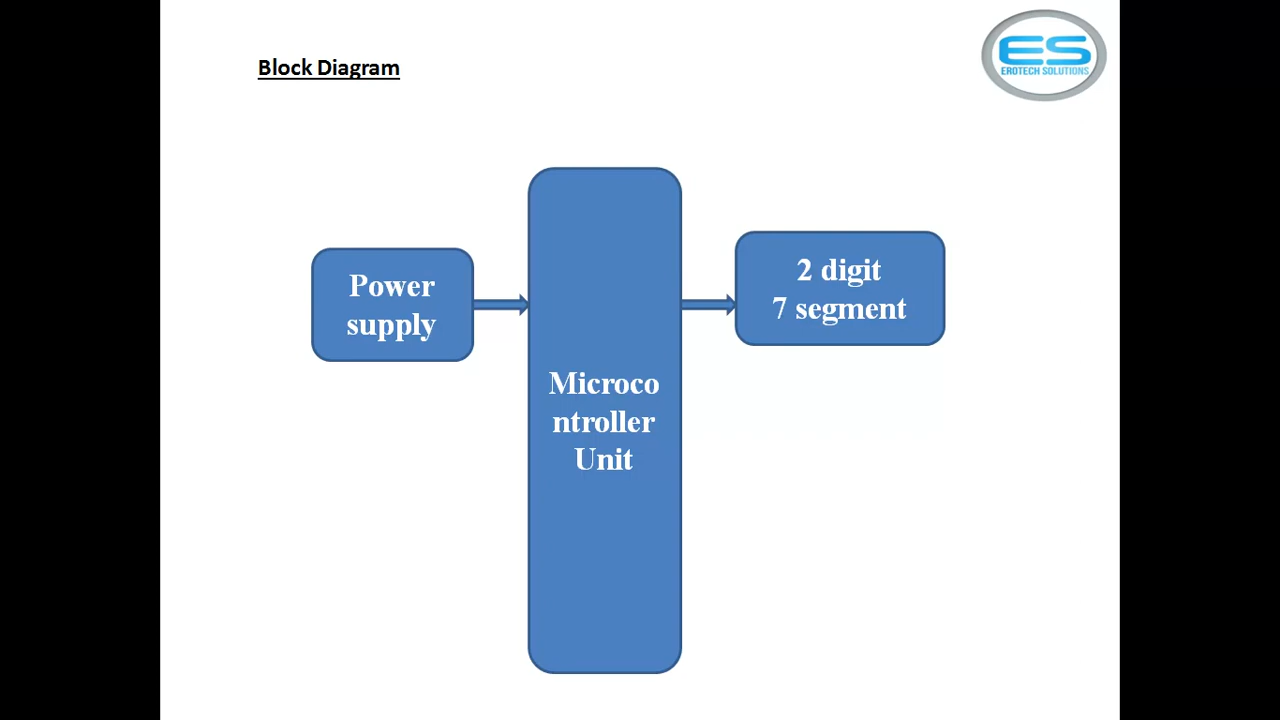 Block Diagram
ES
EROTECH SOLUTIONS
Power
supply
Microco
ntroller
Unit
2 digit
7 segment